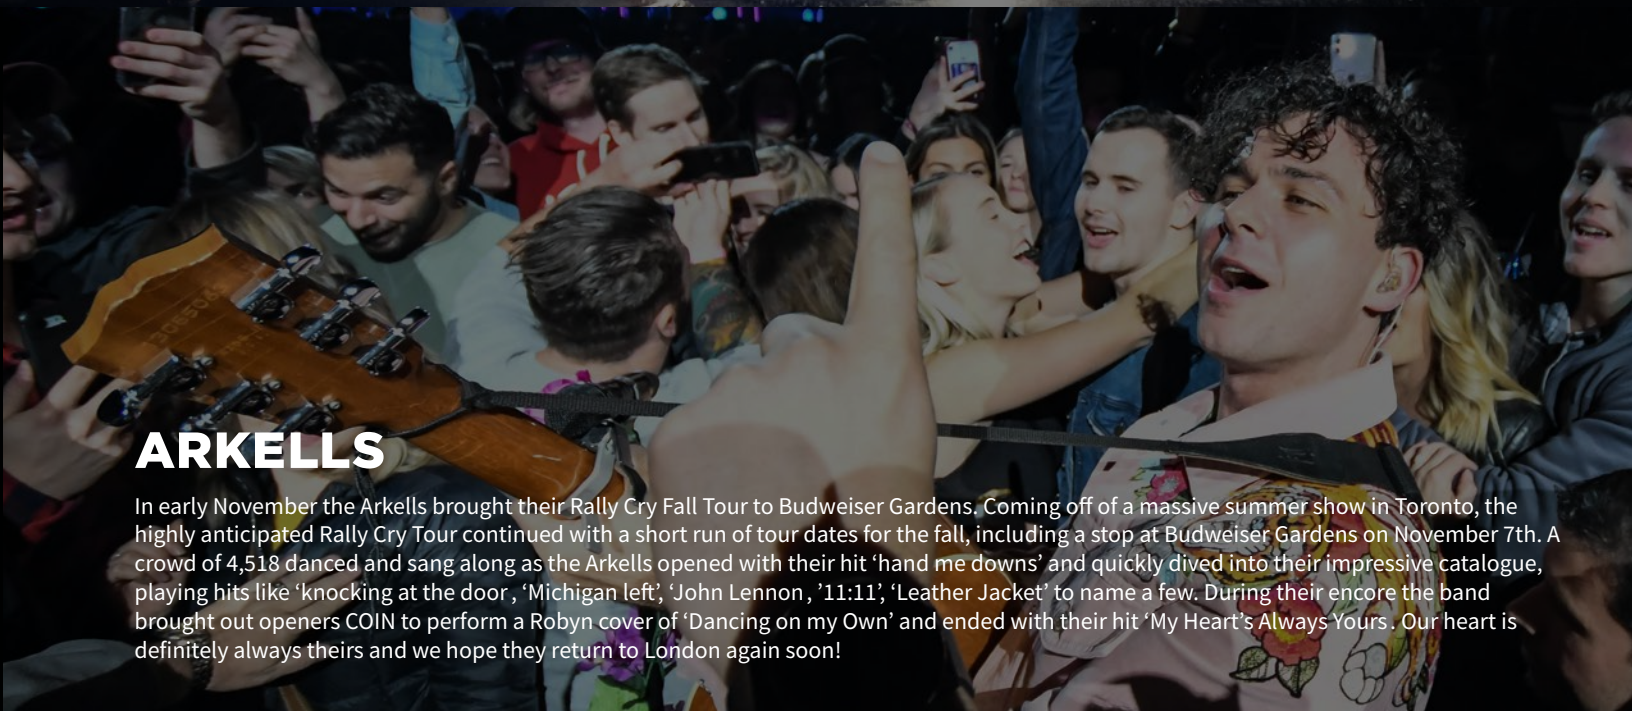 ARKELLS
In early November the Arkells brought their Rally Cry Fall Tour to Budweiser Gardens. Coming off of a massive summer show in Toronto, the
highly anticipated Rally Cry Tour continued with a short run of tour dates for the fall, including a stop at Budweiser Gardens on November 7th. A
crowd of 4,518 danced and sang along as the Arkells opened with their hit ‘hand me downs’ and quickly dived into their impressive catalogue,
playing hits like ‘knocking at the door , ‘Michigan left’, ‘John Lennon , ’11:11’, ‘Leather Jacket’ to name a few. During their encore the band
brought out openers COIN to perform a Robyn cover of ‘Dancing on my Own’ and ended with their hit ‘My Heart’s Always Yours . Our heart is
definitely always theirs and we hope they return to London again soon!